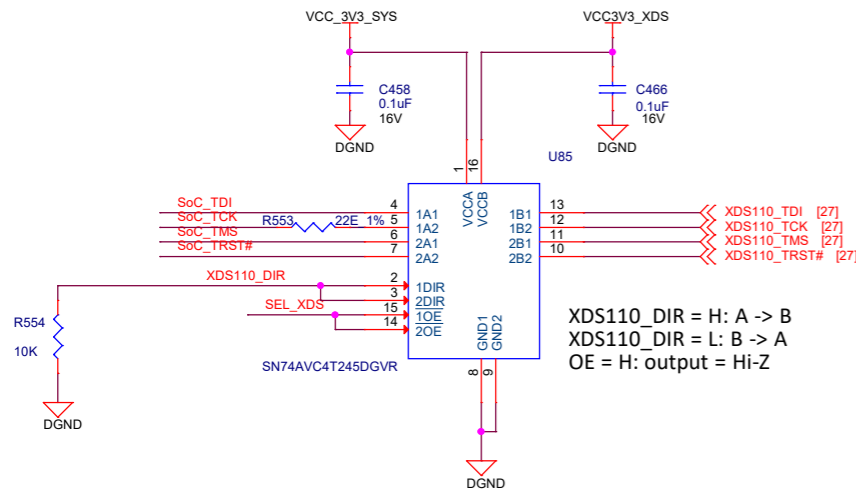 VCC_3V3_SYS
VCC3V3_XDS
C458
0.1uF
16V
C466
0.1uF
16V
DGND
DGND
U85
1
16
VCCA
VCCB
SoC_TDI
4
1A1
1B1
13
XDS110_TDI [27]
SoC_TCK
R553
22E_1%
5
1A2
1B2
12
XDS110_TCK [27]
SoC_TMS
6
2A1
2B1
11
XDS110_TMS [27]
SoC_TRST#
7
2A2
2B2
10
XDS110_TRST# [27]
XDS110_DIR
2
1DIR
3
2DIR
SEL_XDS
15
1OE
14
2OE
GND1
GND2
8
9
R554
10K
DGND
SN74AVC4T245DGVR
XDS110_DIR = H: A -> B
XDS110_DIR = L: B -> A
OE = H: output = Hi-Z
DGND